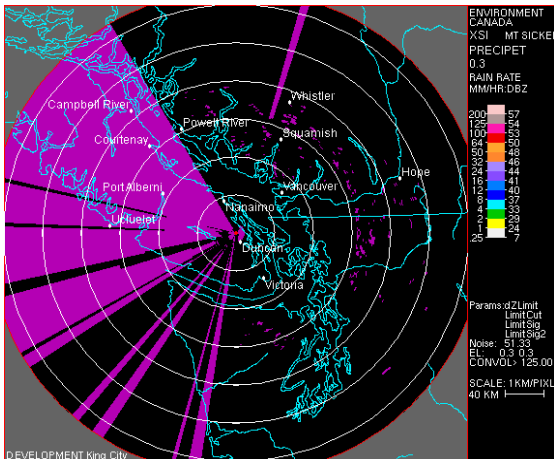 ENVIRONMENT
CANADA
XSI MT SICKER
PRECIPET
0.3
RAIN RATE
MM/HR:DBZ
200 57
125 54
100 53
64 50
50 48
32 46
24 44
16 41
12 40
8 37
4 33
2 29
1 24
.25 7
Whistler
Campbell River
Powell River
Squamish
Courtenay
Hope
Port Alberni
Vancouver
Nanaimo
Ucluelet
Duncan
Victoria
Params:dZLimit
LimitCut
LimitSig
LimitSig2
Noise: 51.33
EL: 0.3 0.3
CONVOL> 125.00
SCALE: 1KM/PIXL
40 KM
DEVELOPMENT King City